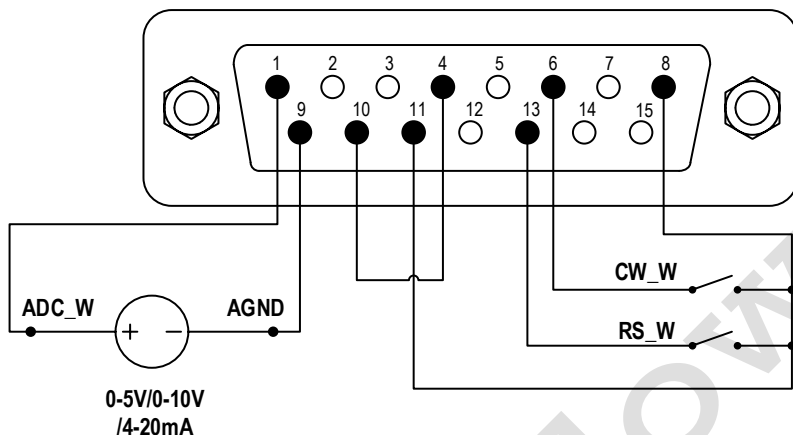 1 2 3 4 5 6 7 8
9 10 11 12 13 14 15
CW_W
ADC_W AGND
RS_W
0-5V/0-10V
/4-20mA